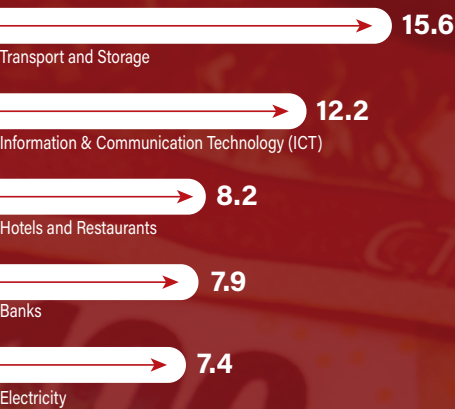 15.6
Transport and Storage
12.2
Information & Communication Technology (ICT)
8.2
Hotels and Restaurants
7.9
Banks
7.4
Electricity